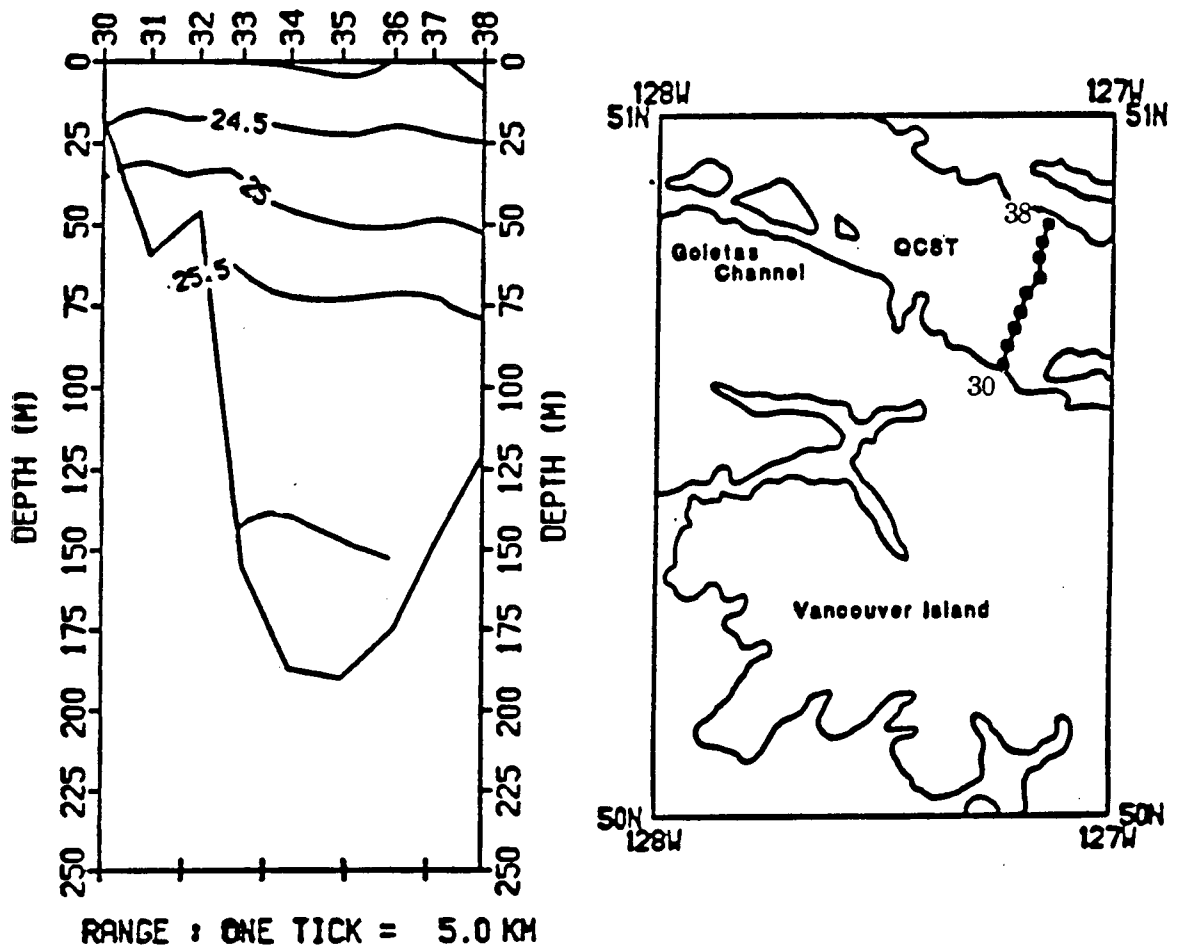 30 31 32 33 34 35 36 37 38
0 0
25 25
50 50
75 75
100 100
125 125
150 150
175 175
200 200
225 225
250 250
DEPTH (M)
DEPTH (M)
24.5
25
25.5
RANGE : ONE TICK = 5.0 KM
128W 127W
51N 51N
38
Goletas
Channel
QCST
30
Vancouver Island
50N 50N
128W 127W